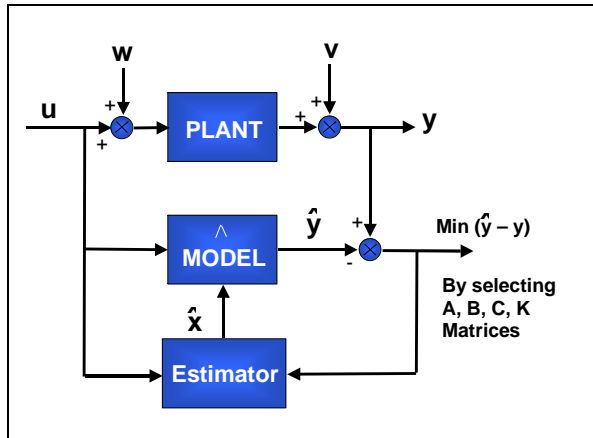 w
v
u
+
+
PLANT
+
+
y
^
MODEL
ŷ
+
-
Min (ŷ – y)
By selecting
A, B, C, K
Matrices
x̂
Estimator